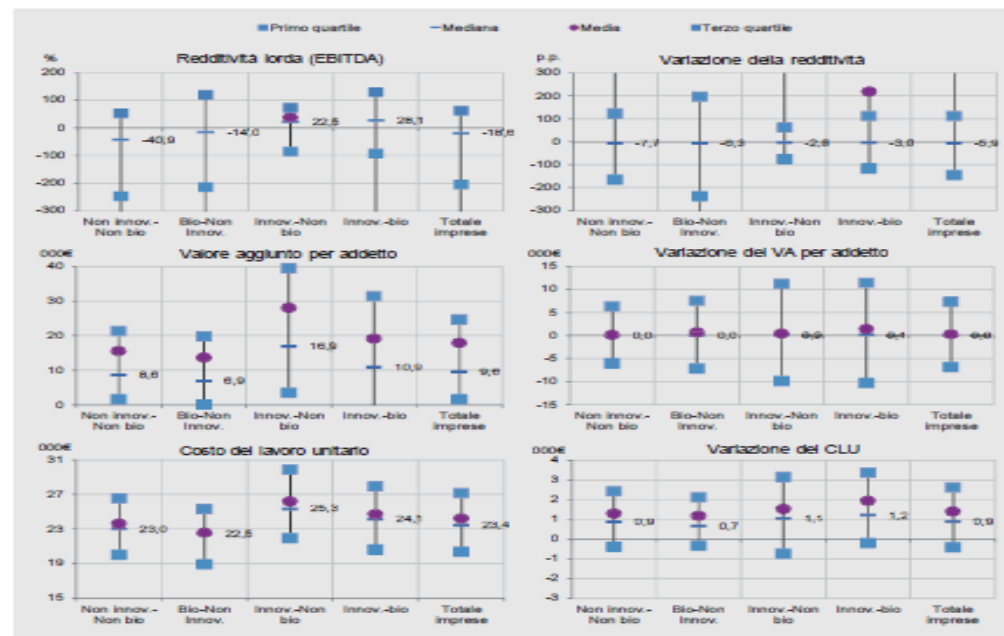 Primo quartile Mediana Media Terzo quartile
% Redditività lorda (EBITDA)
200
100
0
-100
-200
-300
-40,9 -14,0 22,5 28,1 -18,6
Non innov.- Bio-Non Innov.-Non Innov.-bio Totale
Non bio Innov. bio imprese
P.P. Variazione della redditività
300
200
100
0
-100
-200
-300
-7,7 -6,3 -2,8 -3,0 -5,9
Non innov.- Bio-Non Innov.-Non Innov.-bio Totale
Non bio Innov. bio imprese
000€ Valore aggiunto per addetto
40
30
20
10
0
8,6 6,9 16,9 10,9 9,6
Non innov.- Bio-Non Innov.-Non Innov.-bio Totale
Non bio Innov. bio imprese
000€ Variazione del VA per addetto
15
10
5
0
-5
-10
-15
0,0 0,0
Non innov.- Bio-Non Innov.-Non Innov.-bio Totale
Non bio Innov. bio imprese
000€ Costo del lavoro unitario
31
27
23
19
15
23,0 22,5 25,3 24,1 23,4
Non innov.- Bio-Non Innov.-Non Innov.-bio Totale
Non bio Innov. bio imprese
000€ Variazione del CLU
4
3
2
1
0
-1
-2
-3
0,9 0,7 1,1 1,2 0,9
Non innov.- Bio-Non Innov.-Non Innov.-bio Totale
Non bio Innov. bio imprese